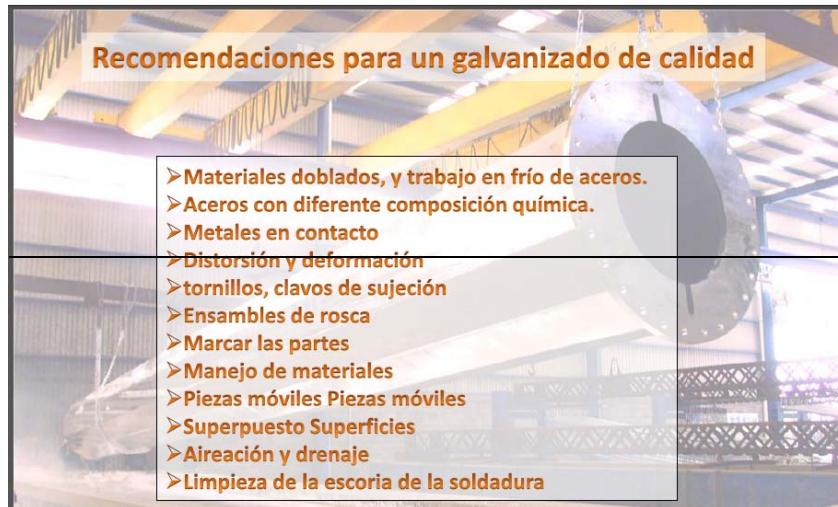 Recomendaciones para un galvanizado de calidad
➢Materiales doblados, y trabajo en frío de aceros.
➢Aceros con diferente composición química.
➢Metales en contacto
➢Distorsión y deformación
➢tornillos, clavos de sujeción
➢Ensambles de rosca
➢Marcar las partes
➢Manejo de materiales
➢Piezas móviles Piezas móviles
➢Superpuesto Superficies
➢Aireación y drenaje
➢Limpieza de la escoria de la soldadura